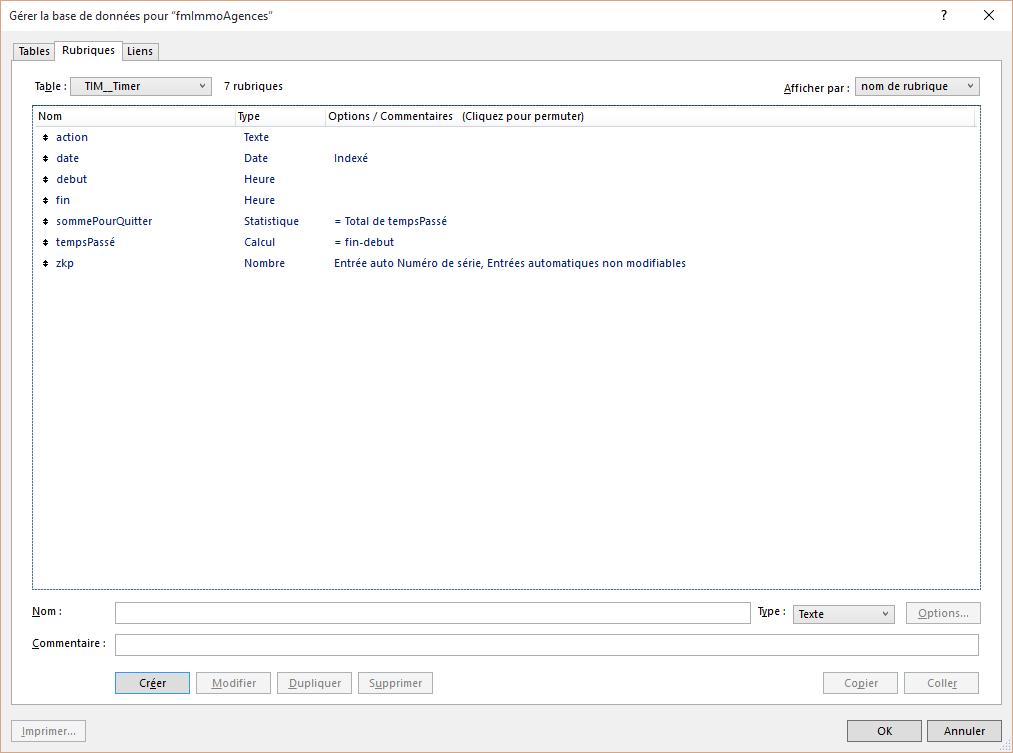 Gérer la base de données pour “fmImmoAgences”
?
Tables Rubriques Liens
Table : TIM__Timer 7 rubriques Afficher par : nom de rubrique
Nom Type Options / Commentaires (Cliquez pour permuter)
action Texte
date Date Indexé
debut Heure
fin Heure
sommePourQuitter Statistique = Total de tempsPassé
tempsPassé Calcul = fin-debut
zkp Nombre Entrée auto Numéro de série, Entrées automatiques non modifiables
Nom : Type : Texte Options...
Commentaire :
Créer Modifier Dupliquer Supprimer Copier Coller
Imprimer... OK Annuler